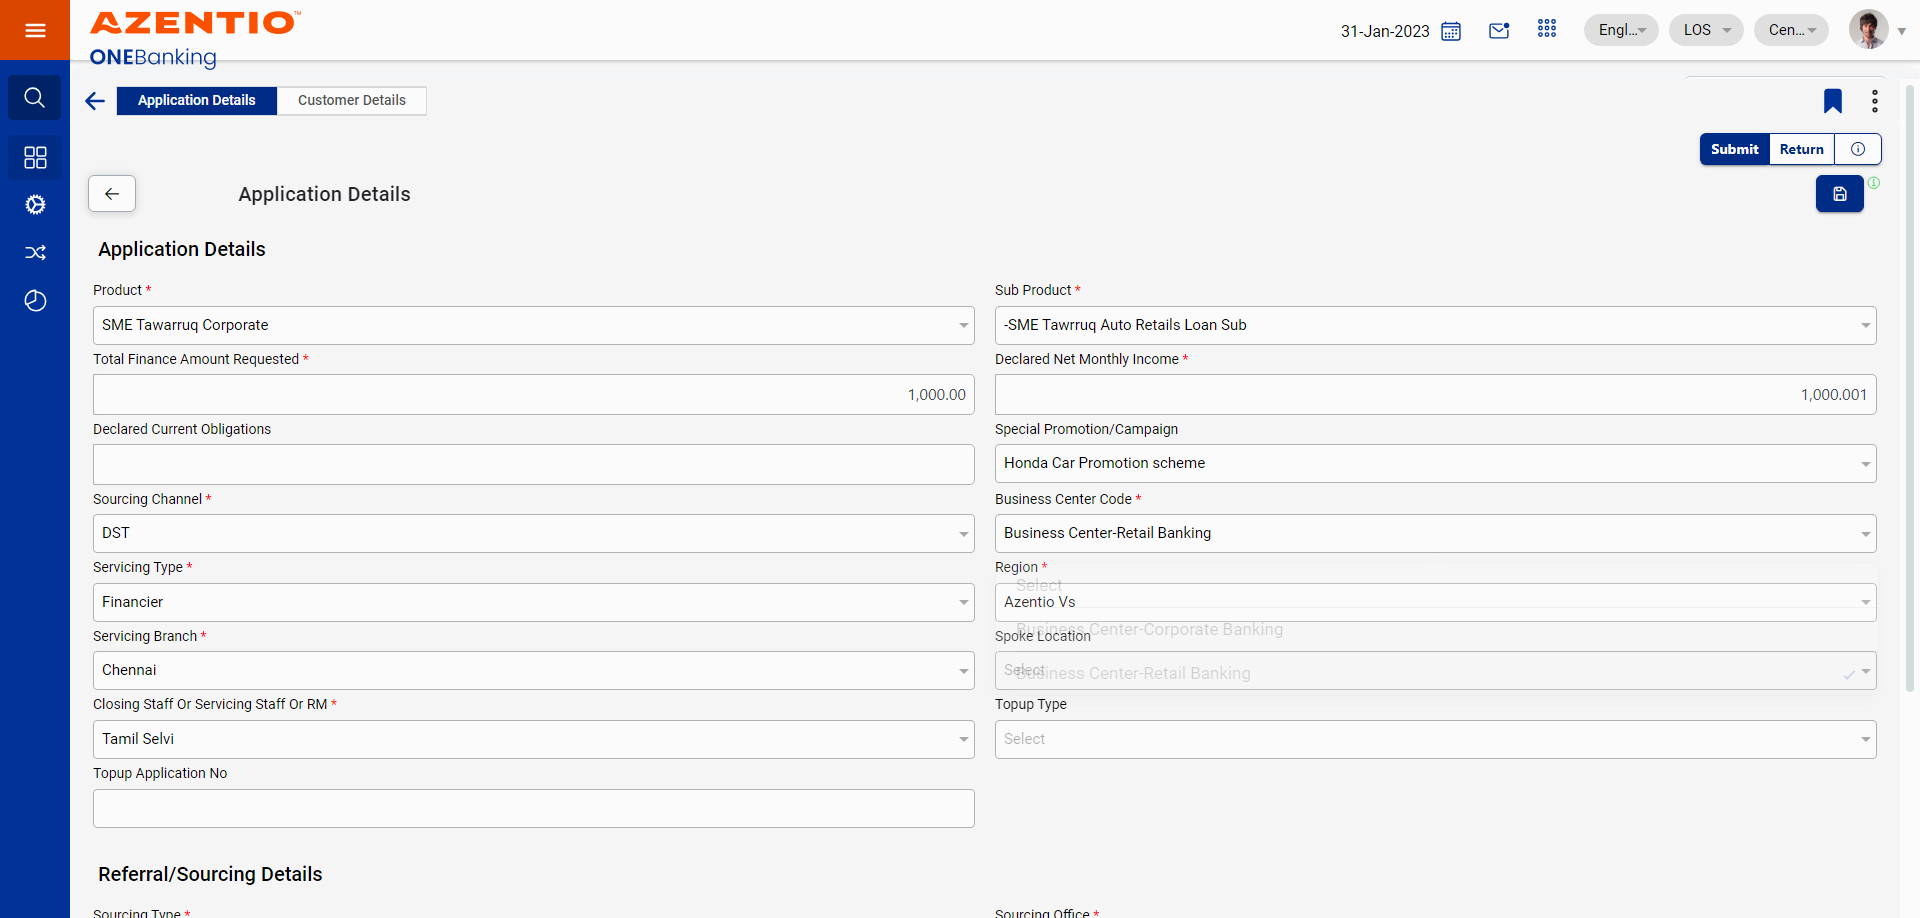 AZENTIO™
ONEBanking
31-Jan-2023
Engl...
LOS
Cen...
Application Details
Customer Details
Submit
Return
Application Details
Application Details
Product *
Sub Product *
SME Tawarruq Corporate
-SME Tawrruq Auto Retails Loan Sub
Total Finance Amount Requested *
Declared Net Monthly Income *
1,000.00
1,000.001
Declared Current Obligations
Special Promotion/Campaign
Honda Car Promotion scheme
Sourcing Channel *
Business Center Code *
DST
Business Center-Retail Banking
Servicing Type *
Region *
Select
Financier
Azentio Vs
Business Center-Corporate Banking
Servicing Branch *
Spoke Location
Chennai
Select
Business Center-Retail Banking
Closing Staff Or Servicing Staff Or RM *
Topup Type
Tamil Selvi
Select
Topup Application No
Referral/Sourcing Details
Sourcing Type *
Sourcing Office *